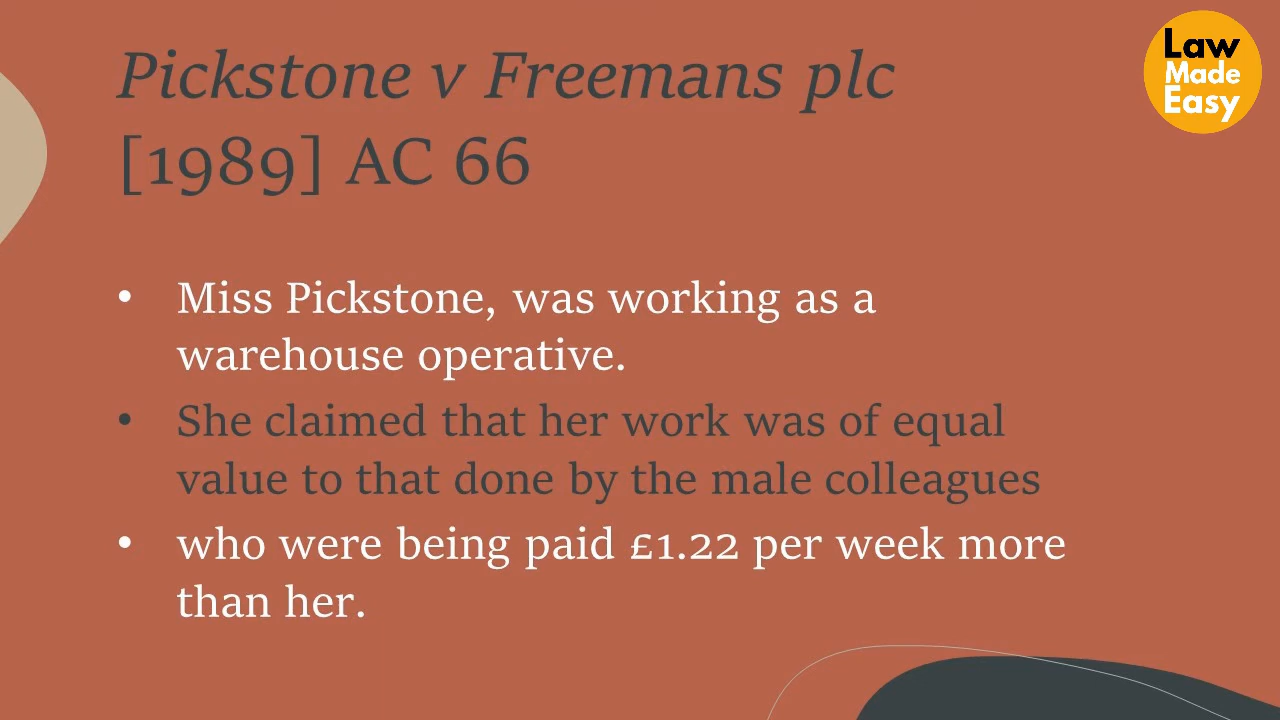 Pickstone v Freemans plc
[1989] AC 66
Law
Made
Easy
• Miss Pickstone, was working as a
warehouse operative.
• She claimed that her work was of equal
value to that done by the male colleagues
• who were being paid £1.22 per week more
than her.